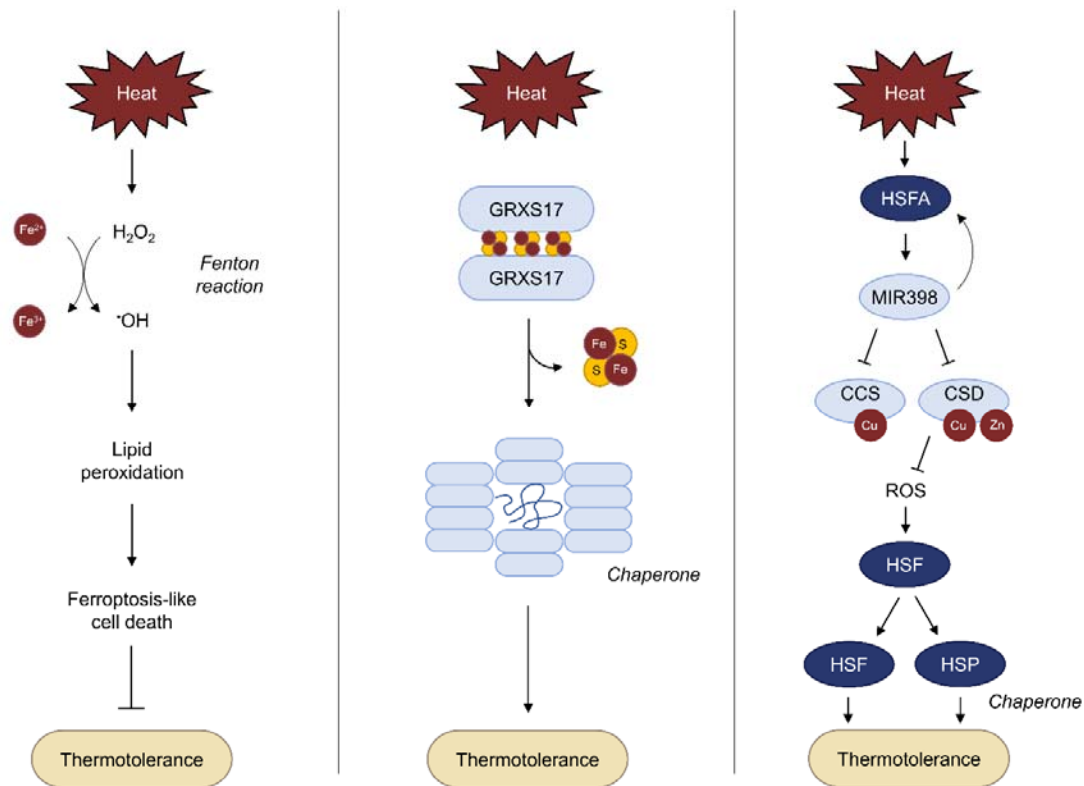 Heat
Fe²⁺
H₂O₂
Fenton
reaction
Fe³⁺
·OH
Lipid
peroxidation
Ferroptosis-like
cell death
Thermotolerance
Heat
GRXS17
GRXS17
Fe
S
S
Fe
Chaperone
Thermotolerance
Heat
HSFA
MIR398
CCS
CSD
Cu
Cu
Zn
ROS
HSF
HSF
HSP
Chaperone
Thermotolerance